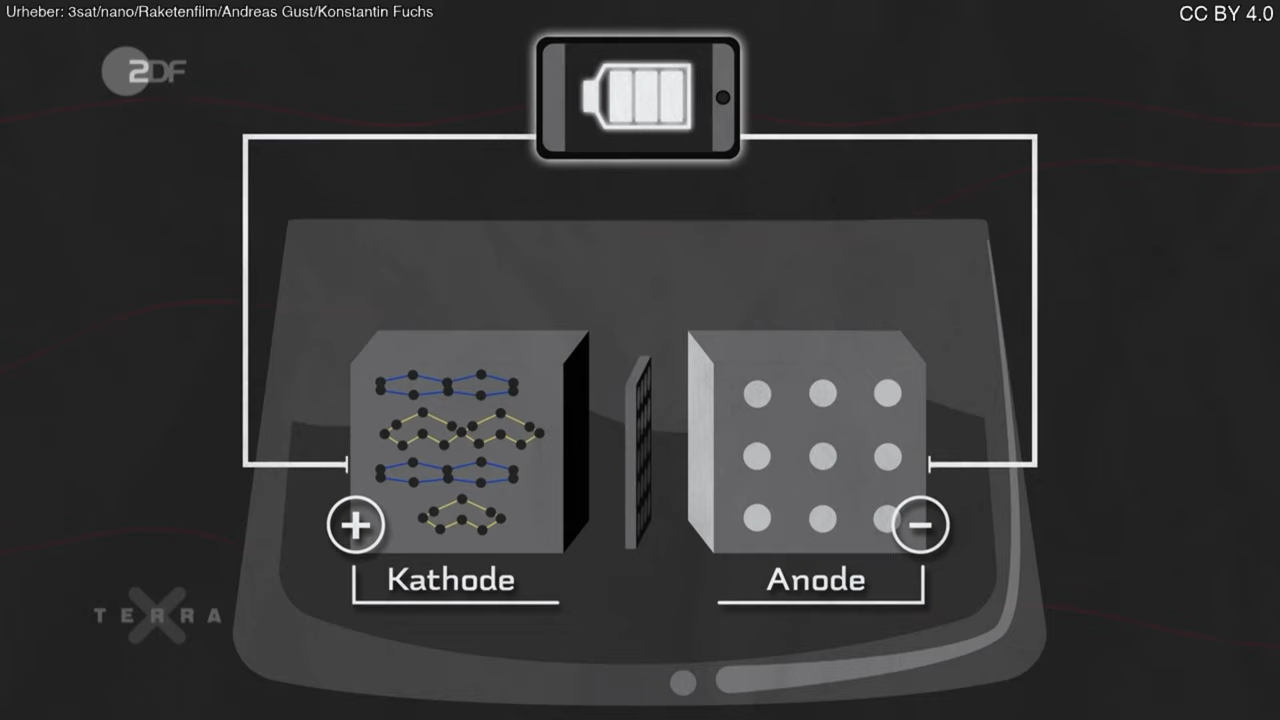 Urheber: 3sat/nano/Raketenfilm/Andreas Gust/Konstantin Fuchs
CC BY 4.0
2DF
+
−
Kathode
Anode
TERRA X